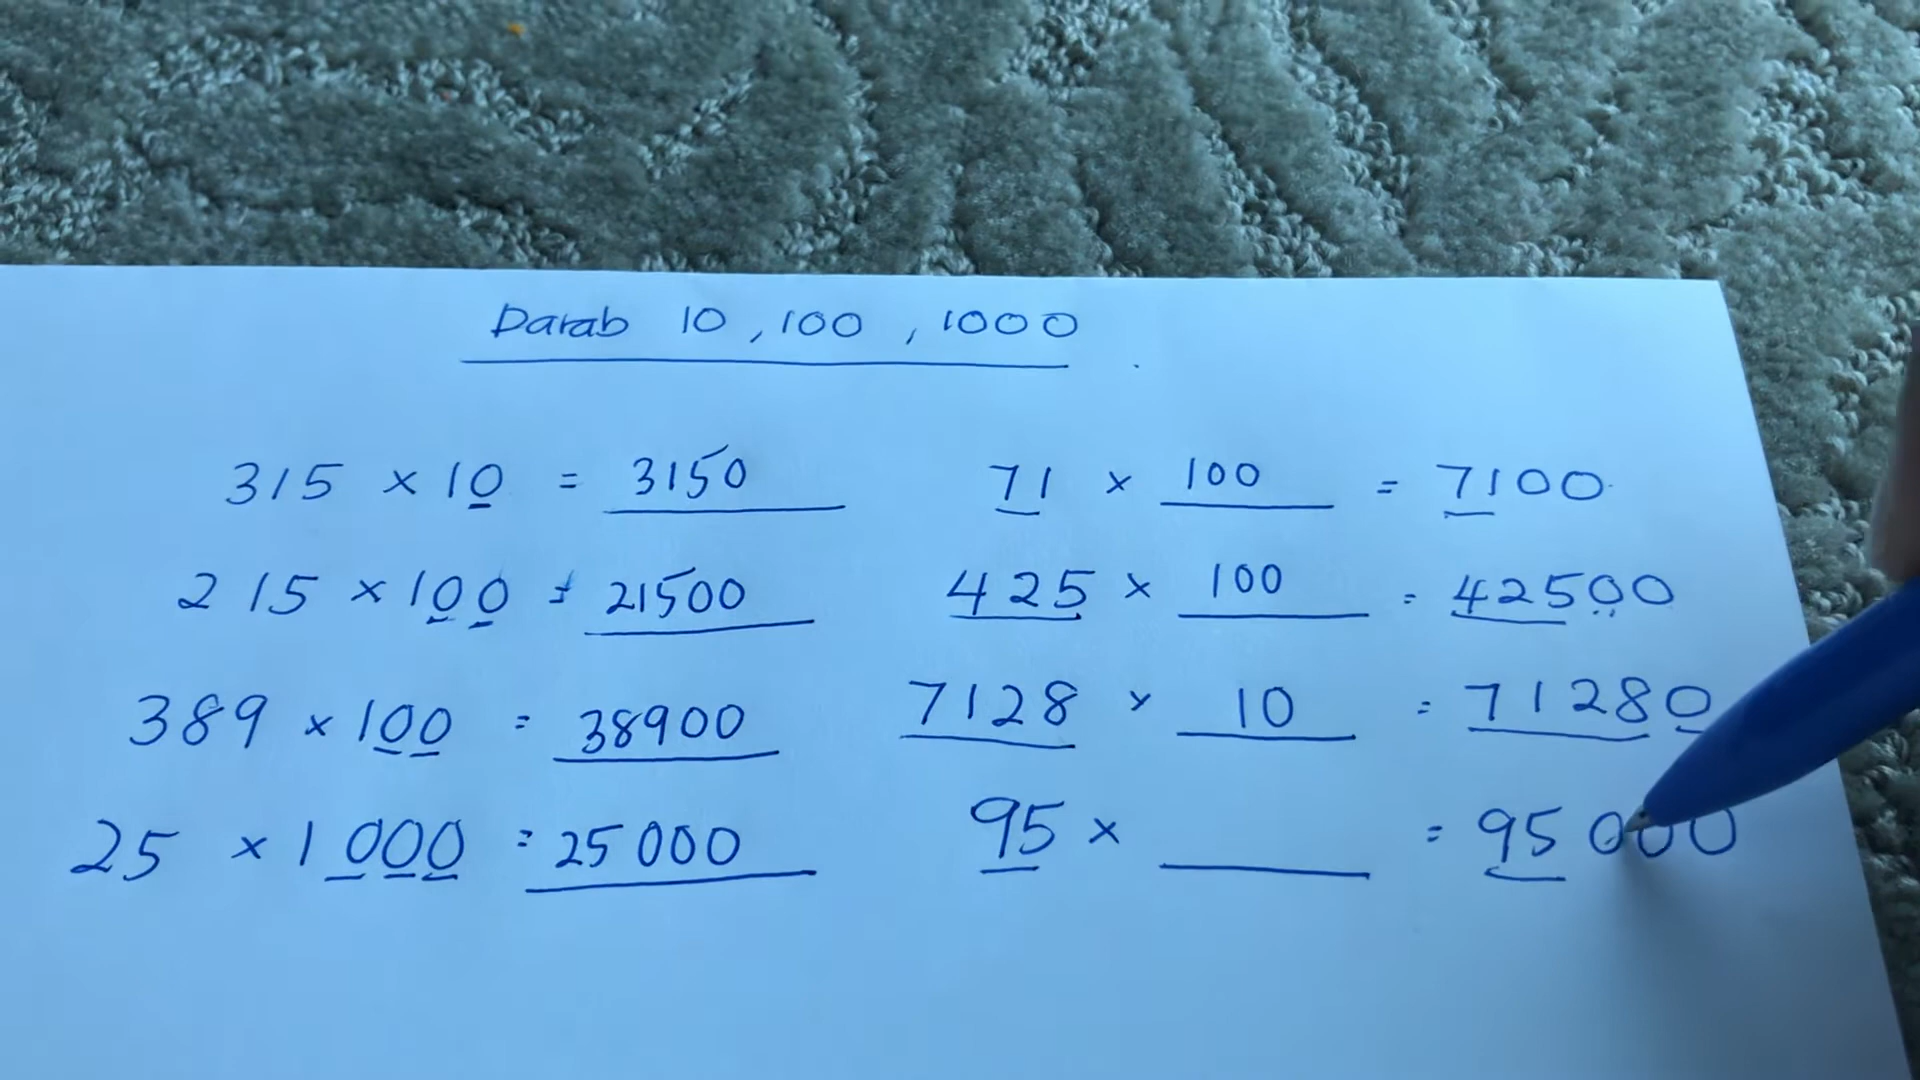 Darab 10, 100, 1000
315 × 10 = 3150
71 × 100 = 7100
215 × 100 = 21500
425 × 100 = 42500
389 × 100 = 38900
7128 × 10 = 71280
25 × 1000 = 25000
95 × ____ = 95000